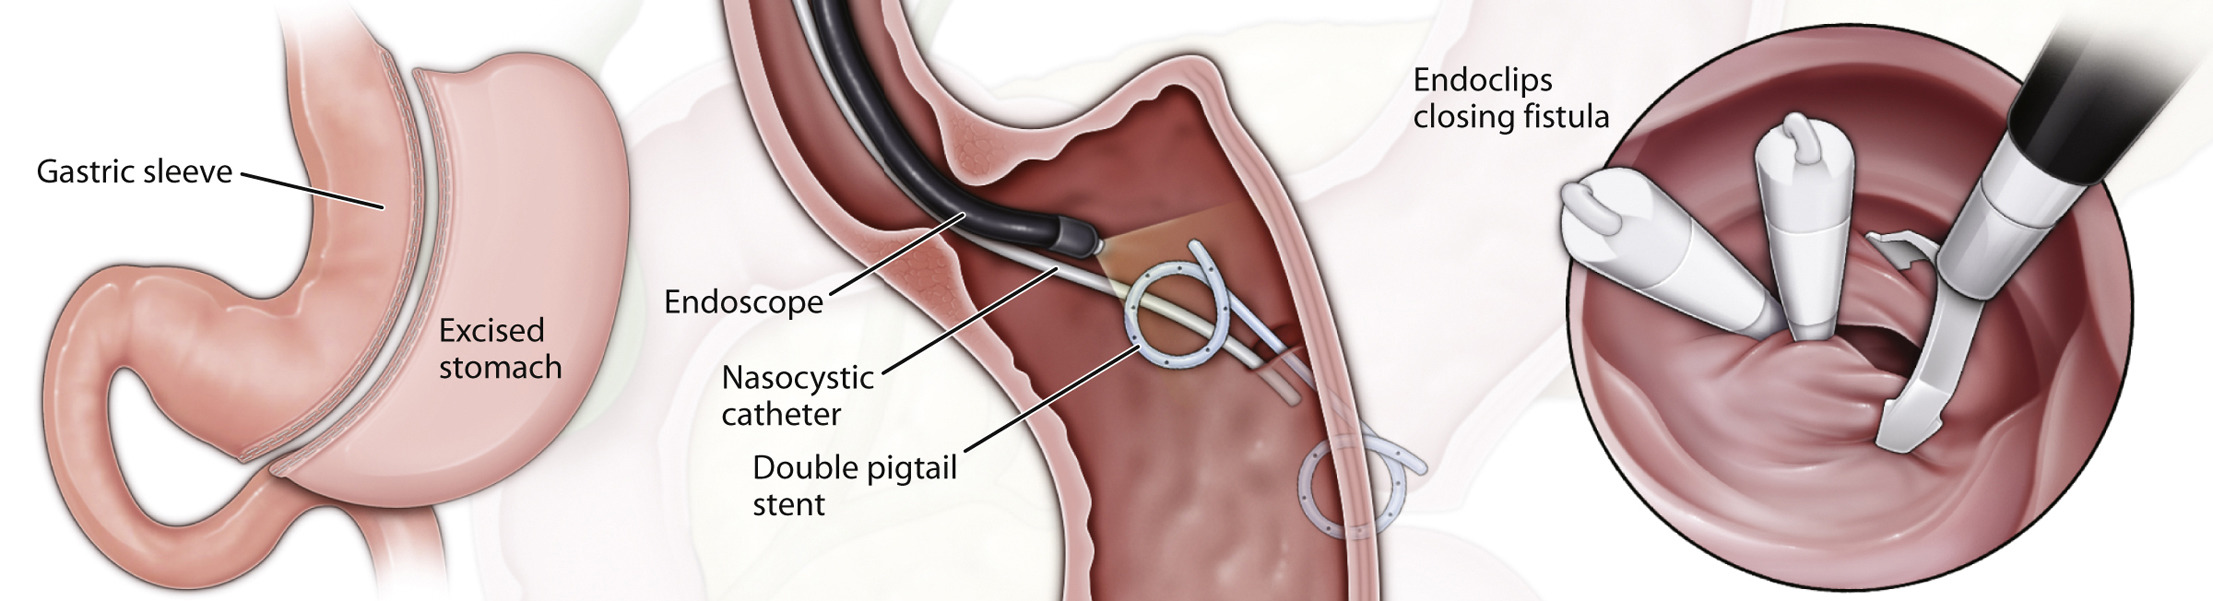 Gastric sleeve
Excised
stomach
Endoscope
Nasocystic
catheter
Double pigtail
stent
Endoclips
closing fistula